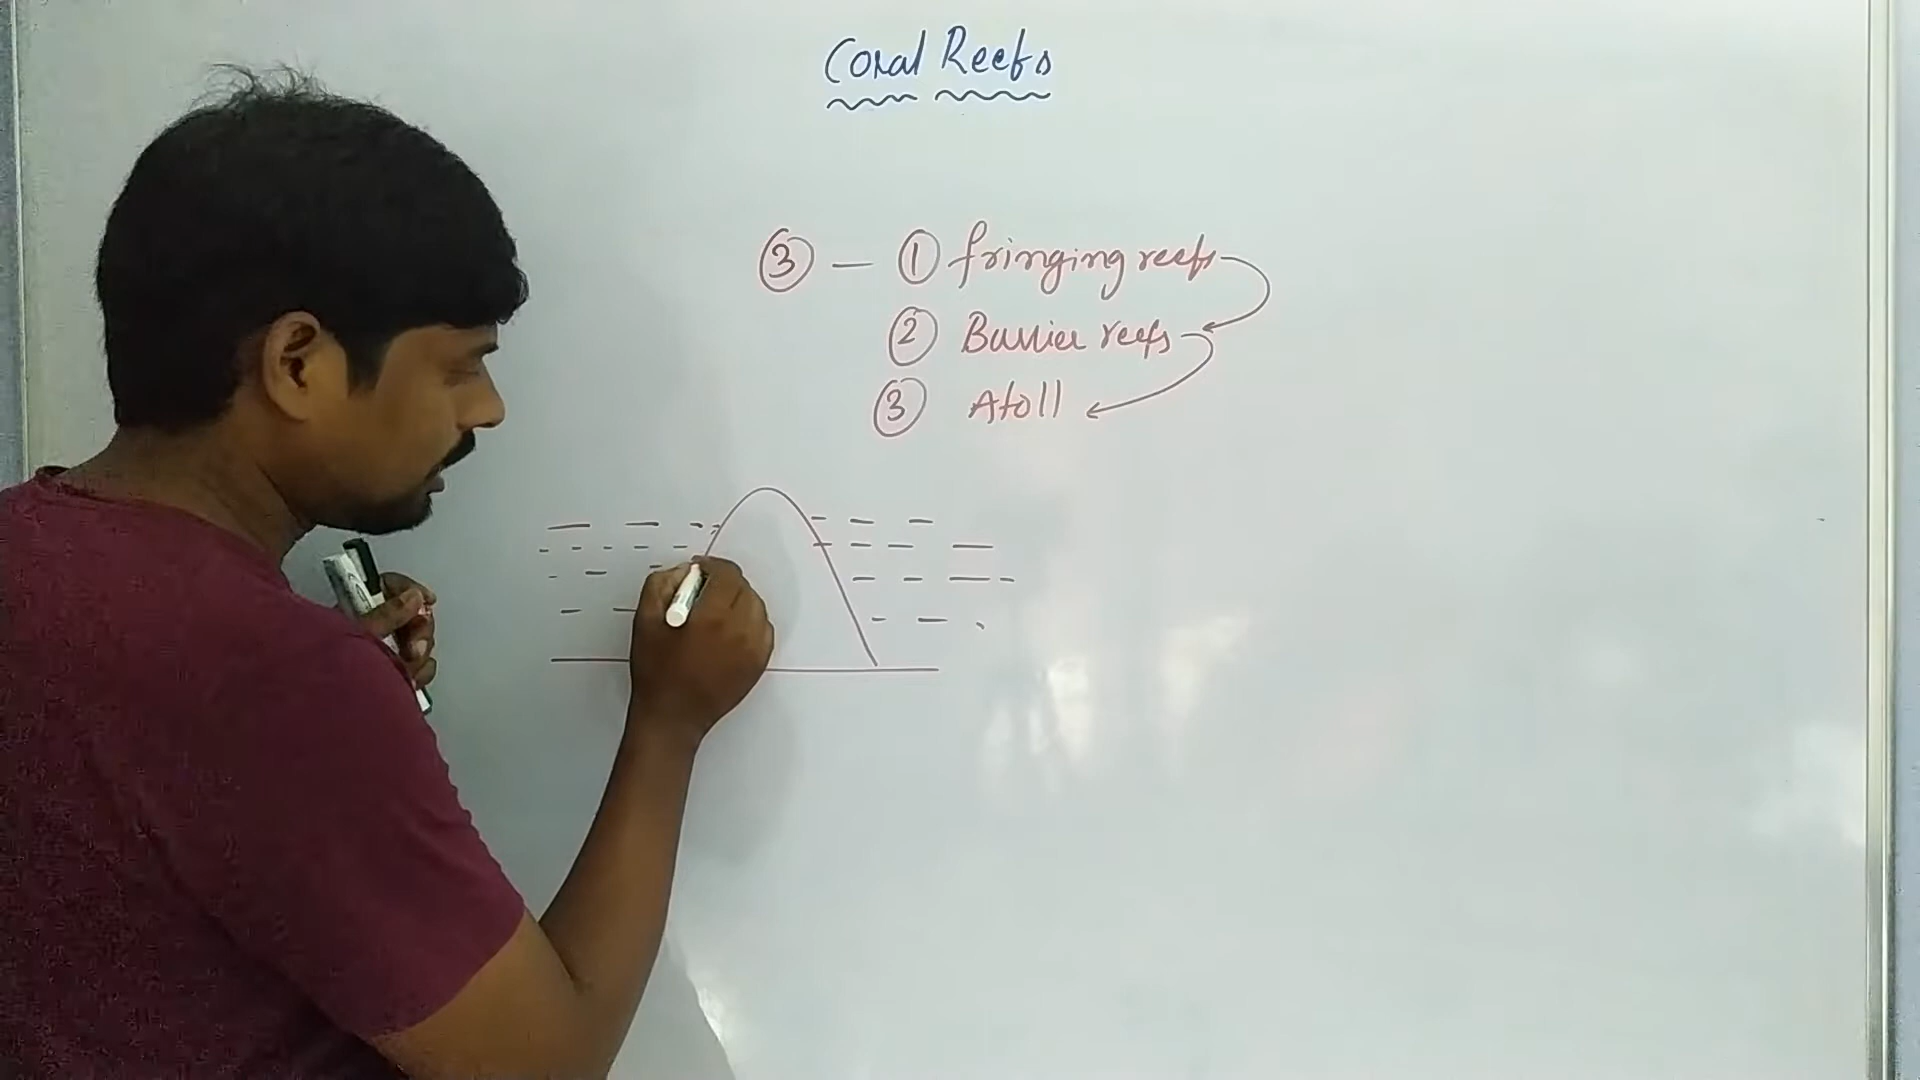 Coral Reefs
③ — ① fringing reefs
② Barrier reefs
③ Atoll